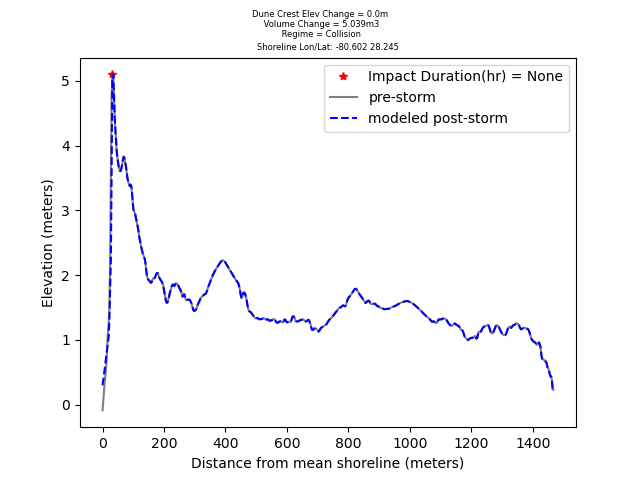 Dune Crest Elev Change = 0.0m
Volume Change = 5.039m3
Regime = Collision
Shoreline Lon/Lat: -80.602 28.245
Impact Duration(hr) = None
pre-storm
modeled post-storm
Elevation (meters)
5
4
3
2
1
0
0 200 400 600 800 1000 1200 1400
Distance from mean shoreline (meters)